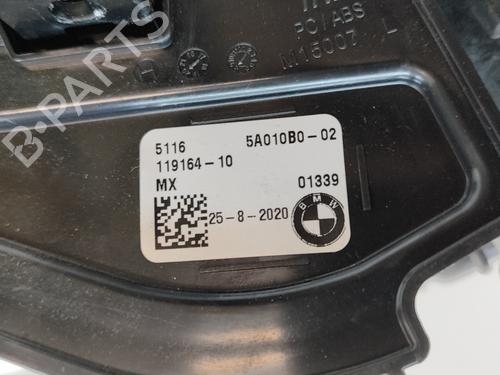 PC/ABS
M15007 L
5116 5A010B0-02
119164-10
MX 01339
25-8-2020
BMW
B-Parts